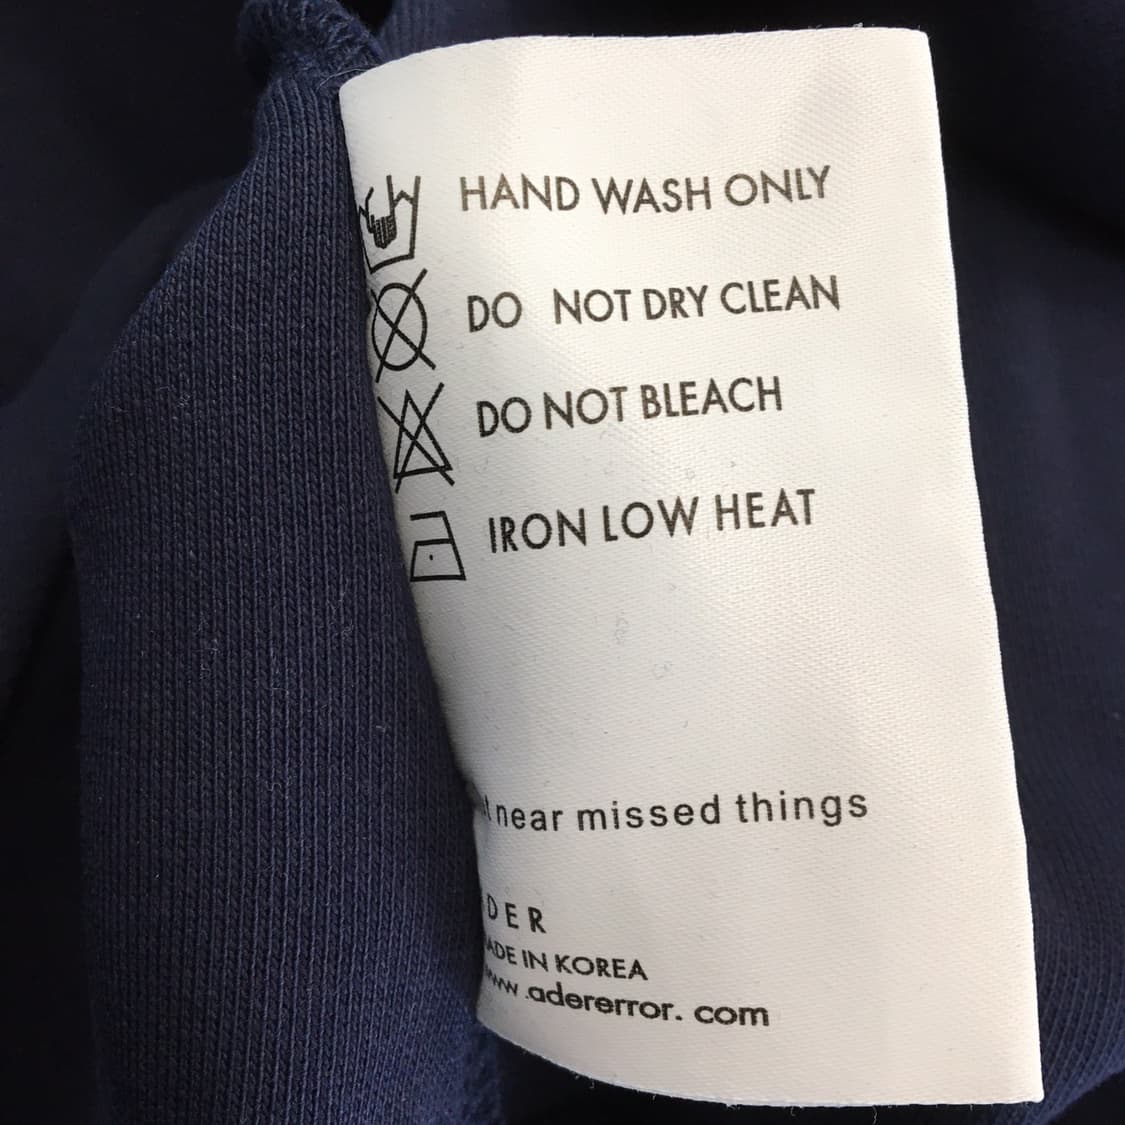 HAND WASH ONLY
DO NOT DRY CLEAN
DO NOT BLEACH
IRON LOW HEAT
near missed things
DER
ADE IN KOREA
www.adererror. com